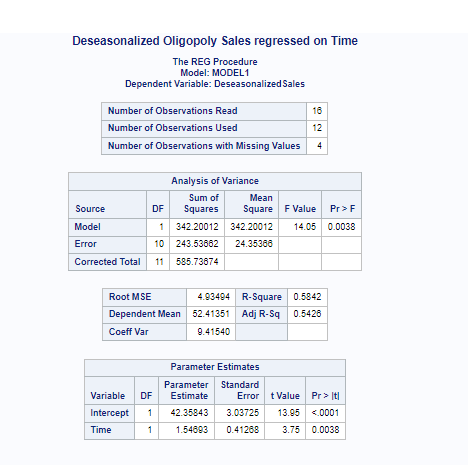 Deseasonalized Oligopoly Sales regressed on Time
The REG Procedure
Model: MODEL1
Dependent Variable: DeseasonalizedSales
Number of Observations Read 16
Number of Observations Used 12
Number of Observations with Missing Values 4
Analysis of Variance
Source DF Sum of Squares Mean Square F Value Pr > F
Model 1 342.20012 342.20012 14.05 0.0038
Error 10 243.53662 24.35366
Corrected Total 11 585.73674
Root MSE 4.93494 R-Square 0.5842
Dependent Mean 52.41351 Adj R-Sq 0.5426
Coeff Var 9.41540
Parameter Estimates
Variable DF Parameter Estimate Standard Error t Value Pr > |t|
Intercept 1 42.35843 3.03725 13.95 <.0001
Time 1 1.54693 0.41268 3.75 0.0038